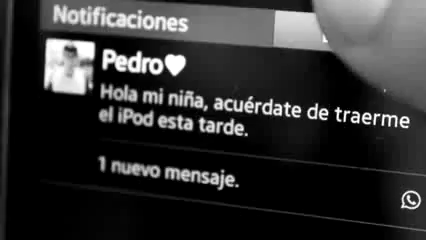 Notificaciones
Pedro♥
Hola mi niña, acuérdate de traerme
el iPod esta tarde.
1 nuevo mensaje.